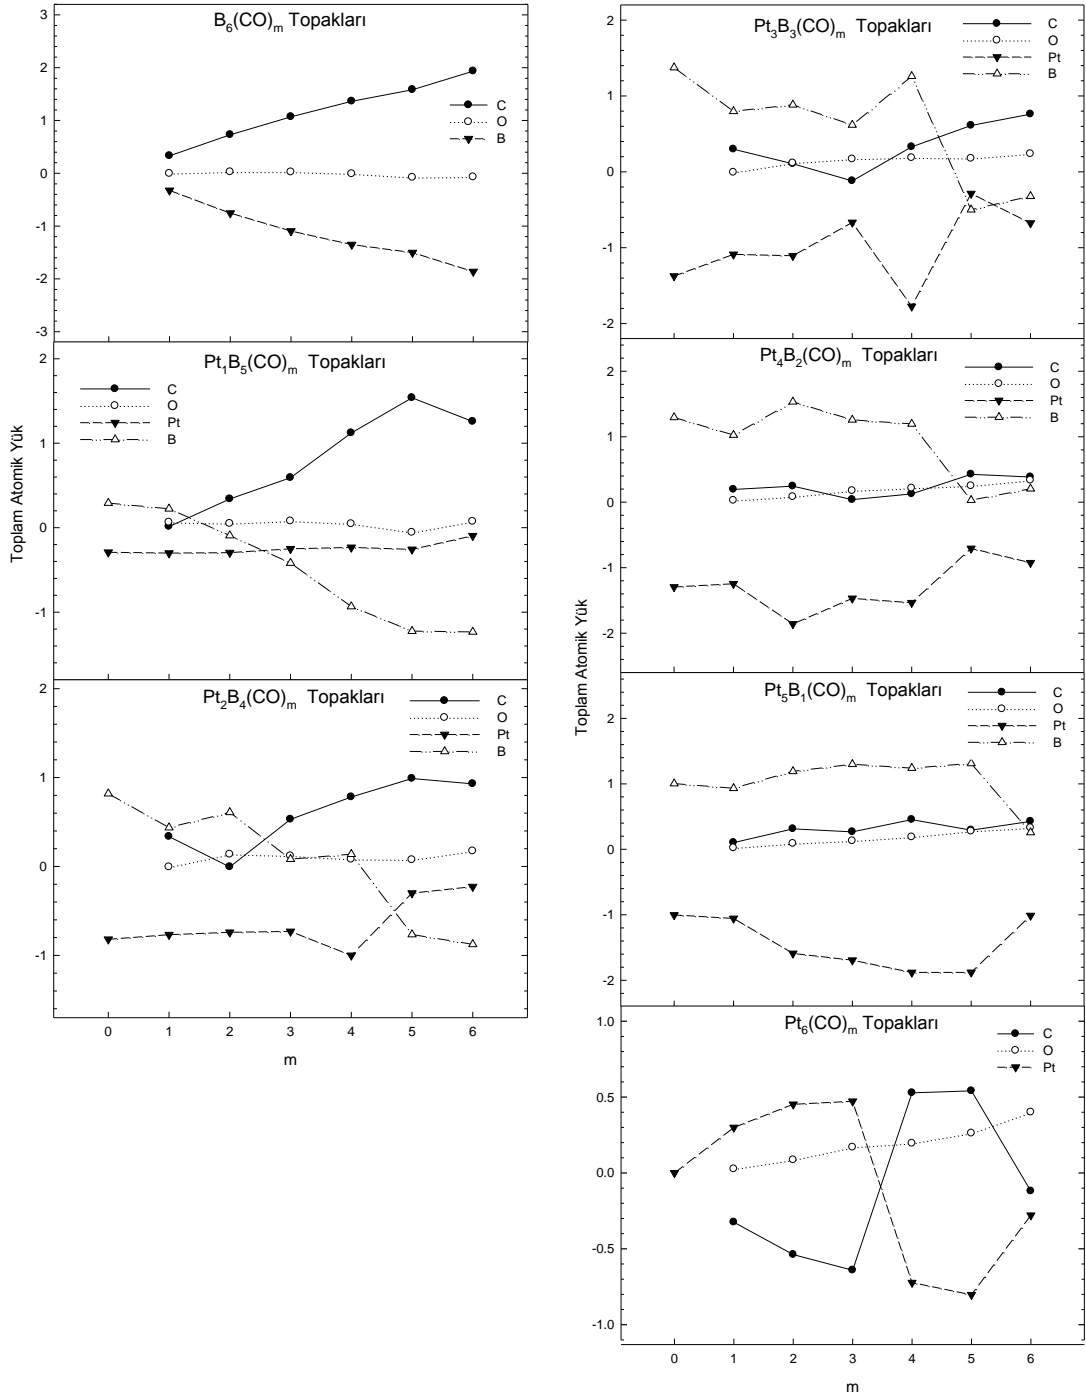 B6(CO)m Topakları
3
2
1
0
-1
-2
-3
C
O
B
Pt1B5(CO)m Topakları
C
O
Pt
B
2
1
0
-1
Toplam Atomik Yük
Pt2B4(CO)m Topakları
C
O
Pt
B
2
1
0
-1
0 1 2 3 4 5 6
m
Pt3B3(CO)m Topakları
C
O
Pt
B
2
1
0
-1
-2
Pt4B2(CO)m Topakları
C
O
Pt
B
2
1
0
-1
-2
Toplam Atomik Yük
Pt5B1(CO)m Topakları
C
O
Pt
B
2
1
0
-1
-2
Pt6(CO)m Topakları
C
O
Pt
1.0
0.5
0.0
-0.5
-1.0
0 1 2 3 4 5 6
m